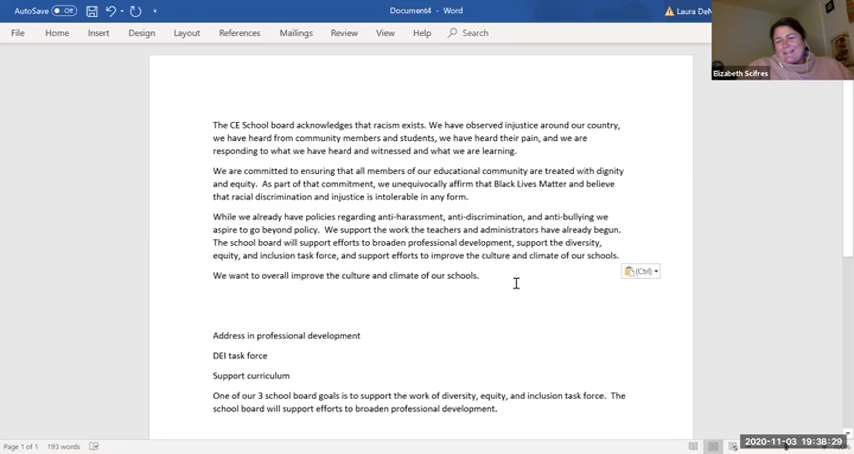 AutoSave Off
Document4 - Word
Laura DeN
File Home Insert Design Layout References Mailings Review View Help Search
Elizabeth Scifres
The CE School board acknowledges that racism exists. We have observed injustice around our country,
we have heard from community members and students, we have heard their pain, and we are
responding to what we have heard and witnessed and what we are learning.
We are committed to ensuring that all members of our educational community are treated with dignity
and equity. As part of that commitment, we unequivocally affirm that Black Lives Matter and believe
that racial discrimination and injustice is intolerable in any form.
While we already have policies regarding anti-harassment, anti-discrimination, and anti-bullying we
aspire to go beyond policy. We support the work the teachers and administrators have already begun.
The school board will support efforts to broaden professional development, support the diversity,
equity, and inclusion task force, and support efforts to improve the culture and climate of our schools.
We want to overall improve the culture and climate of our schools.
(Ctrl)
Address in professional development
DEI task force
Support curriculum
One of our 3 school board goals is to support the work of diversity, equity, and inclusion task force. The
school board will support efforts to broaden professional development.
Page 1 of 1 193 words
2020-11-03 19:38:29